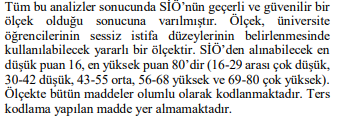 Tüm bu analizler sonucunda SİÖ'nün geçerli ve güvenilir bir
ölçek olduğu sonucuna varılmıştır. Ölçek, üniversite
öğrencilerinin sessiz istifa düzeylerinin belirlenmesinde
kullanılabilecek yararlı bir ölçektir. SİÖ'den alınabilecek en
düşük puan 16, en yüksek puan 80'dir (16-29 arası çok düşük,
30-42 düşük, 43-55 orta, 56-68 yüksek ve 69-80 çok yüksek).
Ölçekte bütün maddeler olumlu olarak kodlanmaktadır. Ters
kodlama yapılan madde yer almamaktadır.